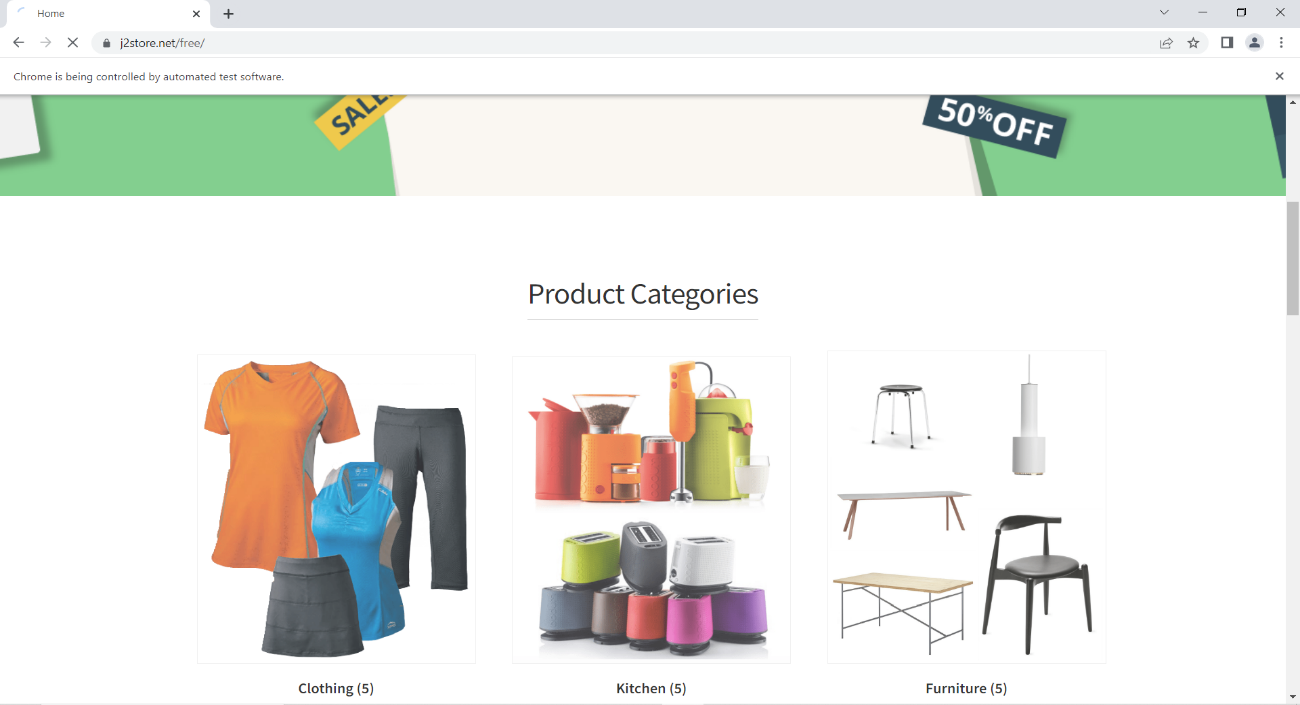 Home
j2store.net/free/
Chrome is being controlled by automated test software.
SALE
50%OFF
Product Categories
Clothing (5)
Kitchen (5)
Furniture (5)